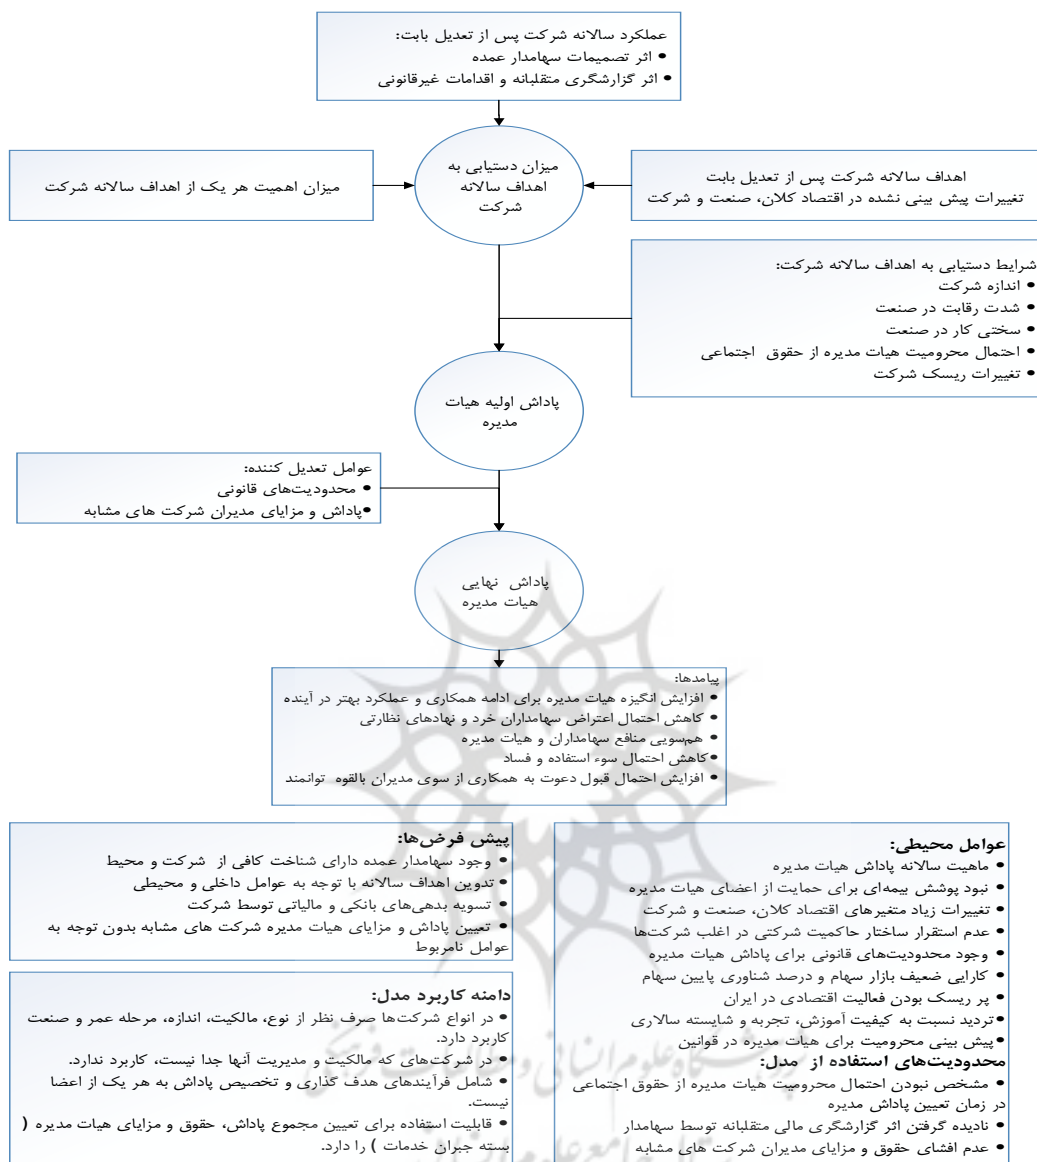 عملکرد سالانه شرکت پس از تعدیل بابت:
• اثر تصمیمات سهامدار عمده
• اثر گزارشگری متقلبانه و اقدامات غیرقانونی
اهداف سالانه شرکت پس از تعدیل بابت
تغییرات پیش بینی نشده در اقتصاد کلان، صنعت و شرکت
میزان دستیابی به
اهداف سالانه
شرکت
میزان اهمیت هر یک از اهداف سالانه شرکت
شرایط دستیابی به اهداف سالانه شرکت:
• اندازه شرکت
• شدت رقابت در صنعت
• سختی کار در صنعت
• احتمال محرومیت هیات مدیره از حقوق اجتماعی
• تغییرات ریسک شرکت
پاداش اولیه هیات
مدیره
عوامل تعدیل کننده:
• محدودیت‌های قانونی
•پاداش و مزایای مدیران شرکت های مشابه
پاداش نهایی
هیات مدیره
پیامدها:
• افزایش انگیزه هیات مدیره برای ادامه همکاری و عملکرد بهتر در آینده
• کاهش احتمال اعتراض سهامداران خرد و نهادهای نظارتی
• هم‌سویی منافع سهامداران و هیات مدیره
•کاهش احتمال سوء استفاده و فساد
• افزایش احتمال قبول دعوت به همکاری از سوی مدیران بالقوه توانمند
عوامل محیطی:
• ماهیت سالانه پاداش هیات مدیره
• نبود پوشش بیمه‌ای برای حمایت از اعضای هیات مدیره
• تغییرات زیاد متغیرهای اقتصاد کلان، صنعت و شرکت
• عدم استقرار ساختار حاکمیت شرکتی در اغلب شرکت‌ها
• وجود محدودیت‌های قانونی برای پاداش هیات مدیره
• کارایی ضعیف بازار سهام و درصد شناوری پایین سهام
• پر ریسک بودن فعالیت اقتصادی در ایران
•تردید نسبت به کیفیت آموزش، تجربه و شایسته سالاری
•پیش بینی محرومیت برای هیات مدیره در قوانین
محدودیت‌های استفاده از مدل:
• مشخص نبودن احتمال محرومیت هیات مدیره از حقوق اجتماعی
در زمان تعیین پاداش مدیره
• نادیده گرفتن اثر گزارشگری مالی متقلبانه توسط سهامدار
• عدم افشای حقوق و مزایای مدیران شرکت های مشابه
پیش فرض‌ها:
• وجود سهامدار عمده دارای شناخت کافی از شرکت و محیط
• تدوین اهداف سالانه با توجه به عوامل داخلی و محیطی
• تسویه بدهی‌های بانکی و مالیاتی توسط شرکت
• تعیین پاداش و مزایای هیات مدیره شرکت های مشابه بدون توجه به
عوامل نامربوط
دامنه کاربرد مدل:
• در انواع شرکت‌ها صرف نظر از نوع، مالکیت، اندازه، مرحله عمر و صنعت
کاربرد دارد.
• در شرکت‌های که مالکیت و مدیریت آنها جدا نیست، کاربرد ندارد.
• شامل فرآیندهای هدف گذاری و تخصیص پاداش به هر یک از اعضا
نیست.
• قابلیت استفاده برای تعیین مجموع پاداش، حقوق و مزایای هیات مدیره (
بسته جبران خدمات ) را دارد.
پژوهشگاه علوم انسانی و مطالعات فرهنگی